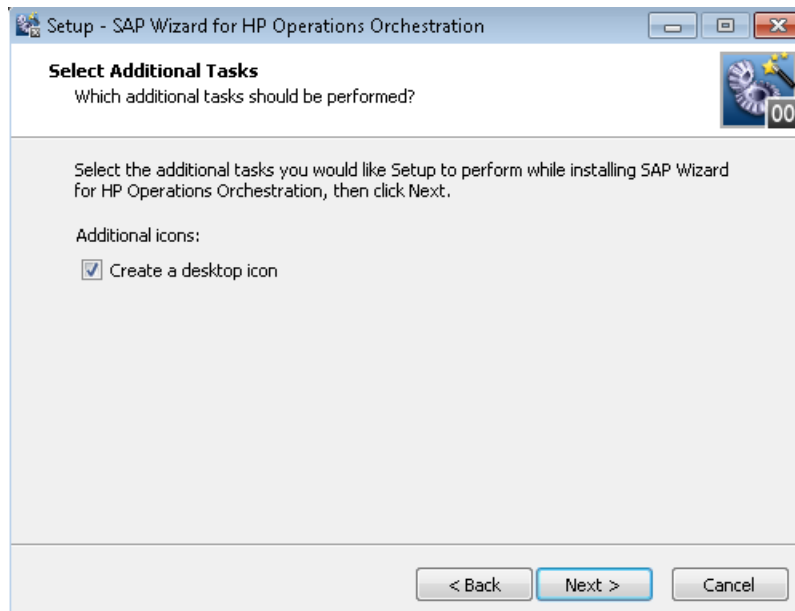 Setup - SAP Wizard for HP Operations Orchestration
Select Additional Tasks
Which additional tasks should be performed?
OO
Select the additional tasks you would like Setup to perform while installing SAP Wizard
for HP Operations Orchestration, then click Next.
Additional icons:
Create a desktop icon
< Back
Next >
Cancel